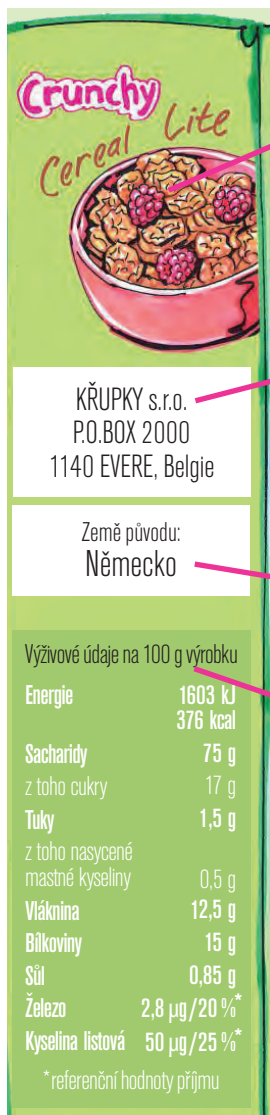 Crunchy
Cereal Lite
KŘUPKY s.r.o.
P.O.BOX 2000
1140 EVERE, Belgie
Země původu:
Německo
Výživové údaje na 100 g výrobku
Energie 1603 kJ
376 kcal
Sacharidy 75 g
z toho cukry 17 g
Tuky 1,5 g
z toho nasycené
mastné kyseliny 0,5 g
Vláknina 12,5 g
Bílkoviny 15 g
Sůl 0,85 g
Železo 2,8 µg/20 %*
Kyselina listová 50 µg/25 %*
*referenční hodnoty příjmu